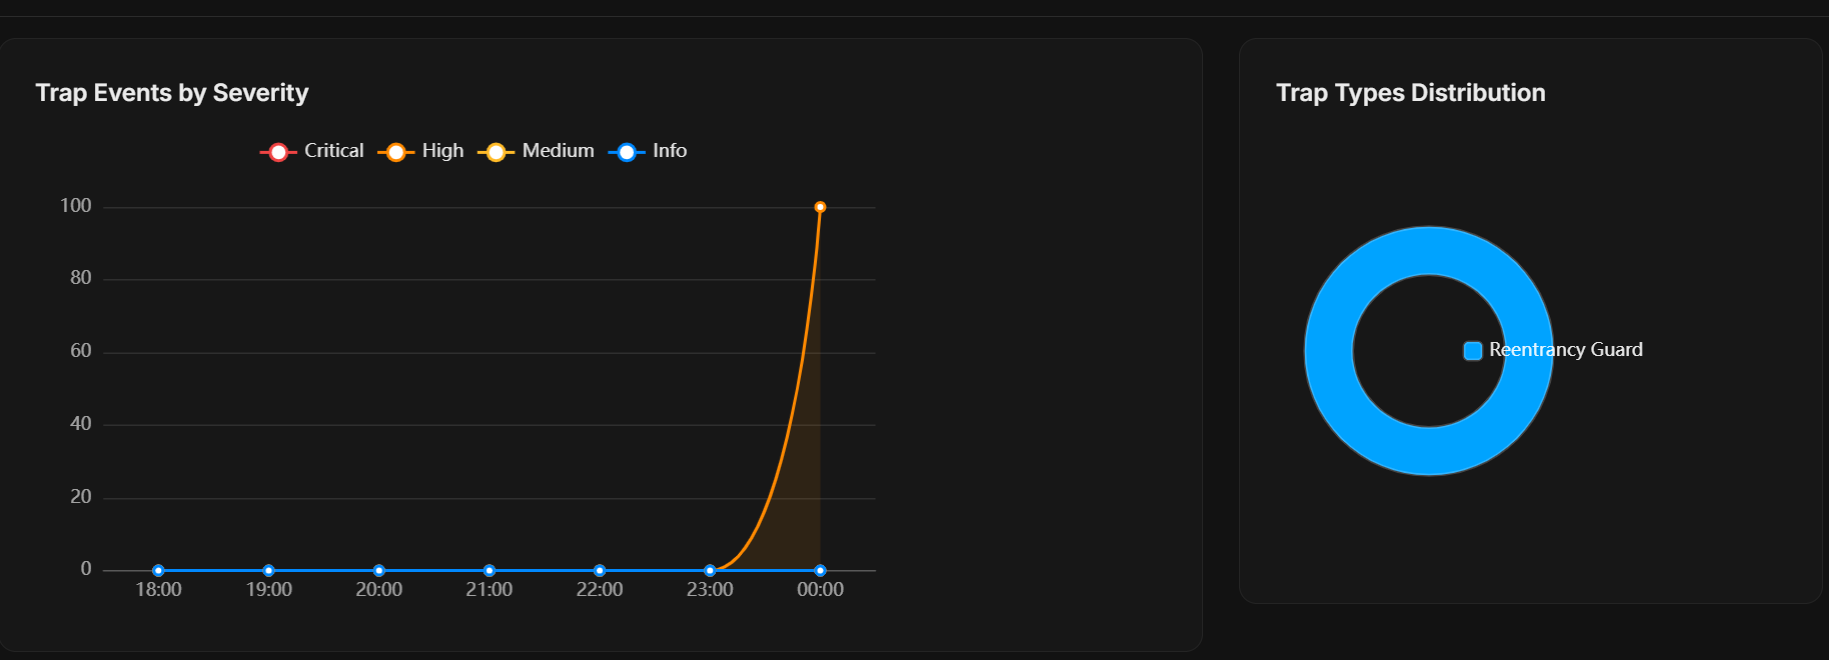 Trap Events by Severity
Critical High Medium Info
100
80
60
40
20
0
18:00 19:00 20:00 21:00 22:00 23:00 00:00
Trap Types Distribution
Reentrancy Guard